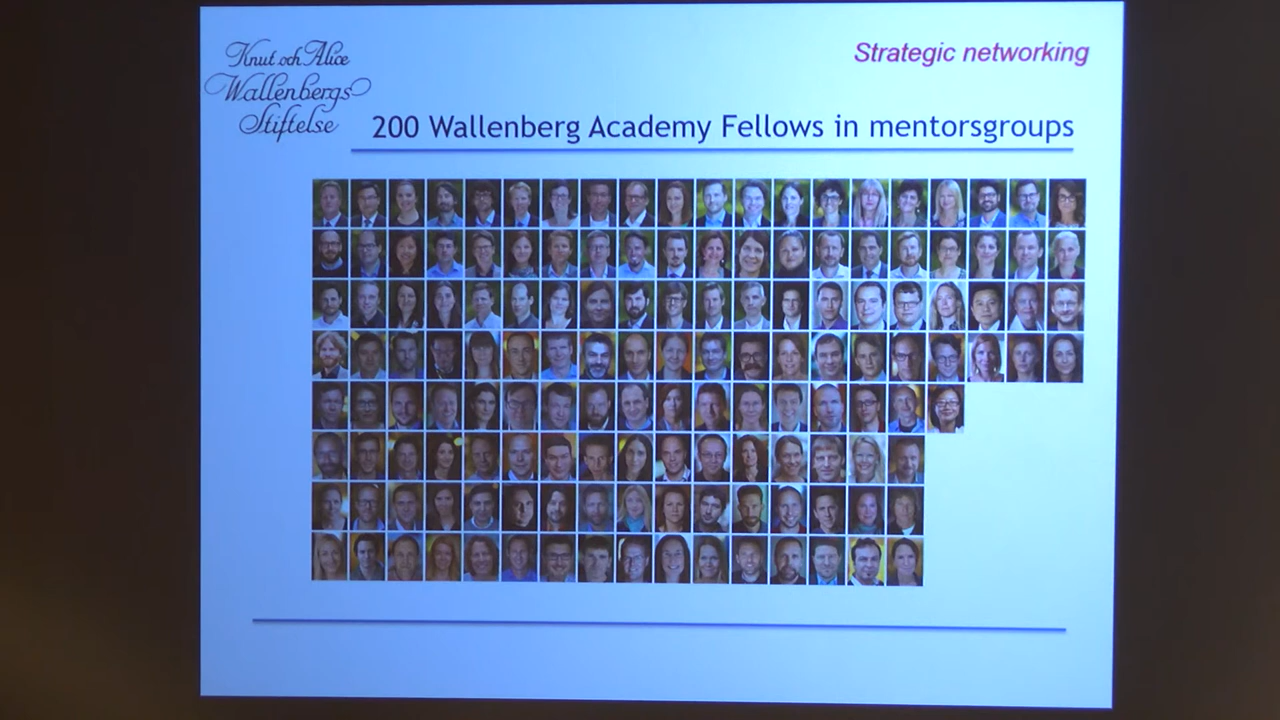 Knut och Alice
Wallenbergs
Stiftelse
Strategic networking
200 Wallenberg Academy Fellows in mentorsgroups